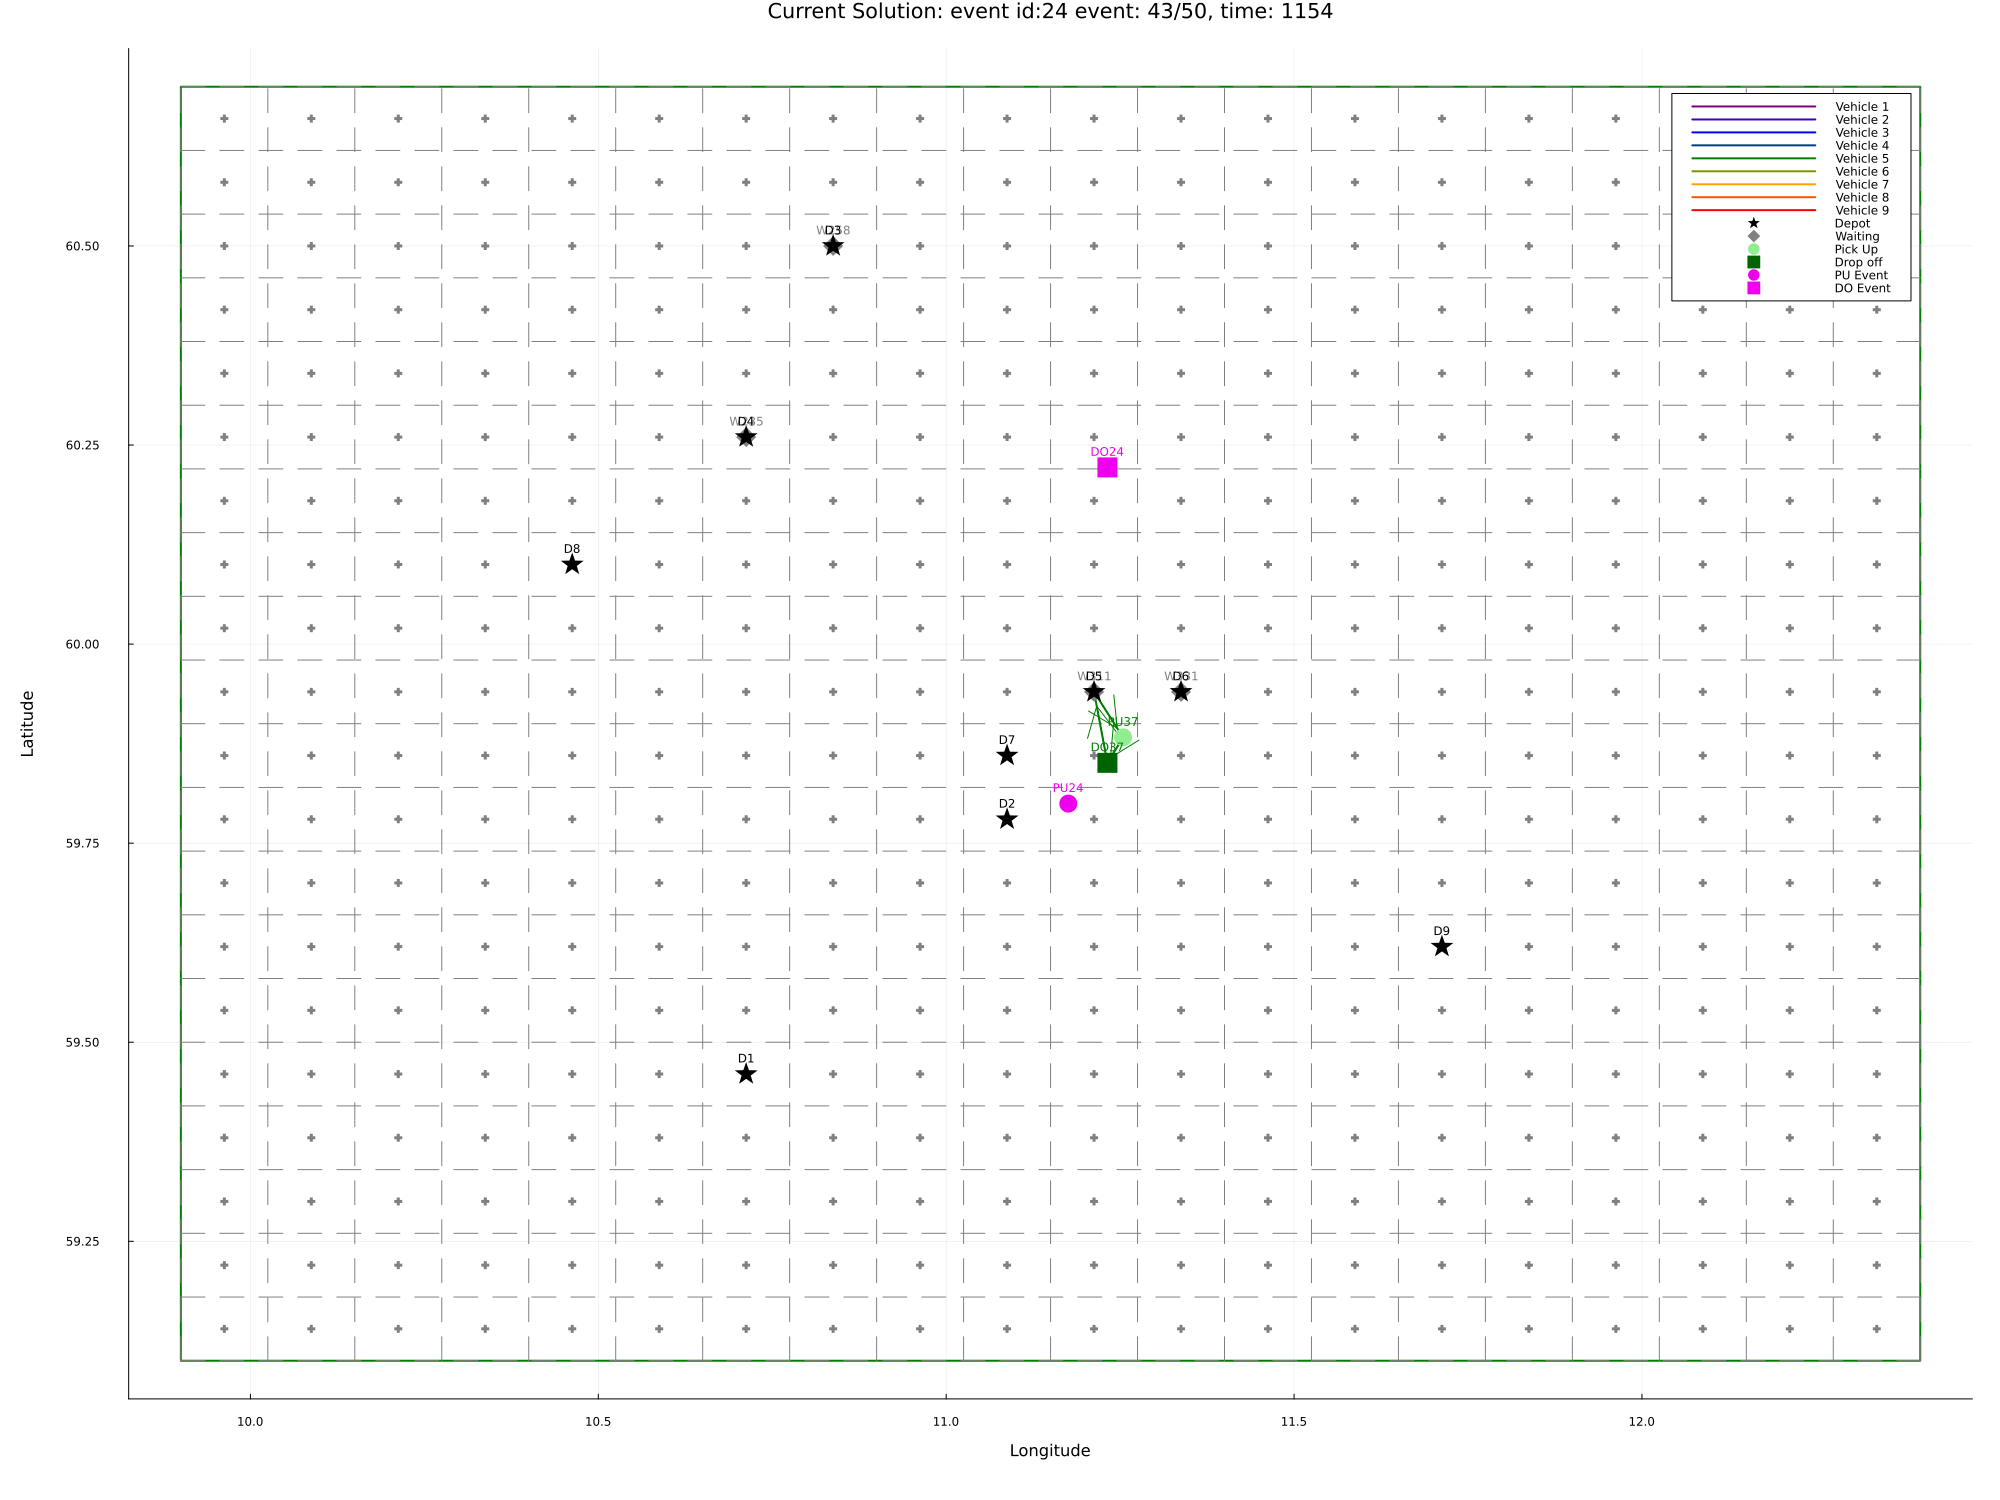 Current Solution: event id:24 event: 43/50, time: 1154
Vehicle 1
Vehicle 2
Vehicle 3
Vehicle 4
Vehicle 5
Vehicle 6
Vehicle 7
Vehicle 8
Vehicle 9
Depot
Waiting
Pick Up
Drop off
PU Event
DO Event
D3
60.50
D4
60.25
DO24
D8
60.00
D5
D6
PU37
D7
DO37
PU24
D2
59.75
D9
59.50
D1
59.25
10.0
10.5
11.0
11.5
12.0
Longitude
Latitude